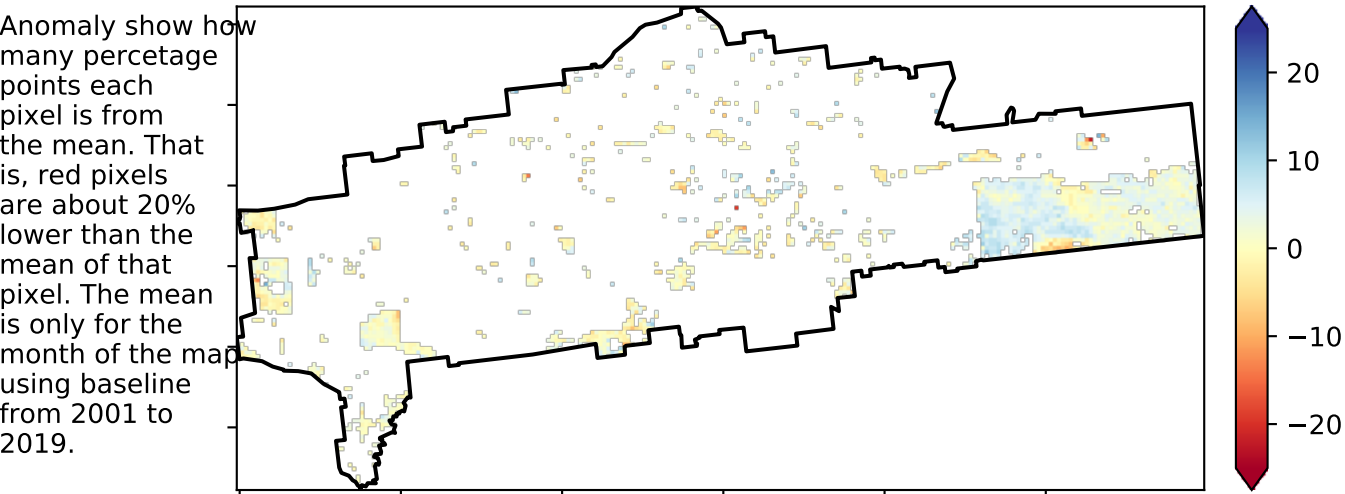 Anomaly show how
many percetage
points each
pixel is from
the mean. That
is, red pixels
are about 20%
lower than the
mean of that
pixel. The mean
is only for the
month of the map
using baseline
from 2001 to
2019.
20
10
0
−10
−20